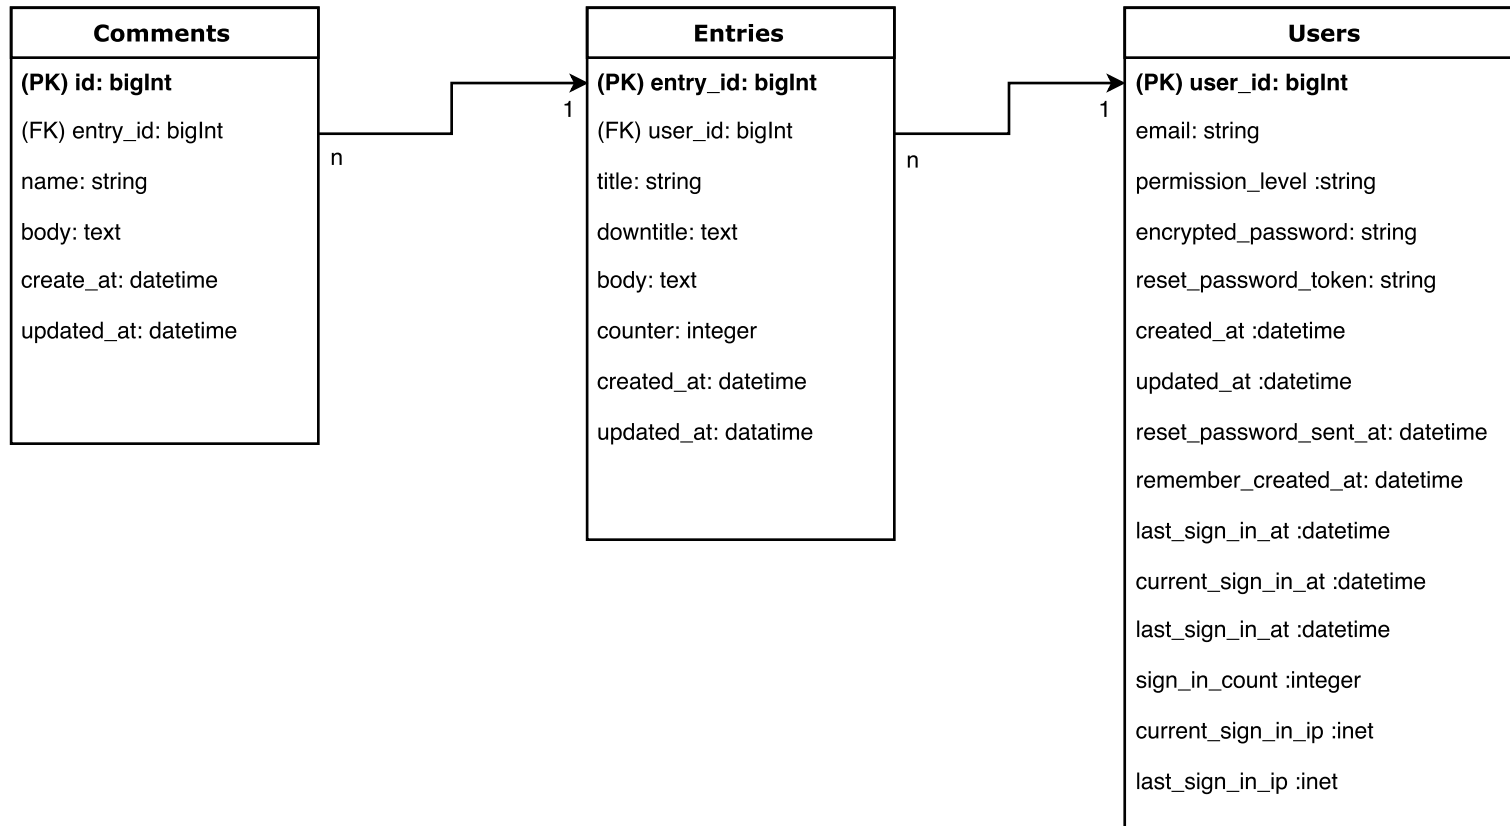 Comments
(PK) id: bigInt
(FK) entry_id: bigInt
name: string
body: text
create_at: datetime
updated_at: datetime
n
1
Entries
(PK) entry_id: bigInt
(FK) user_id: bigInt
title: string
downtitle: text
body: text
counter: integer
created_at: datetime
updated_at: datatime
n
1
Users
(PK) user_id: bigInt
email: string
permission_level :string
encrypted_password: string
reset_password_token: string
created_at :datetime
updated_at :datetime
reset_password_sent_at: datetime
remember_created_at: datetime
last_sign_in_at :datetime
current_sign_in_at :datetime
last_sign_in_at :datetime
sign_in_count :integer
current_sign_in_ip :inet
last_sign_in_ip :inet